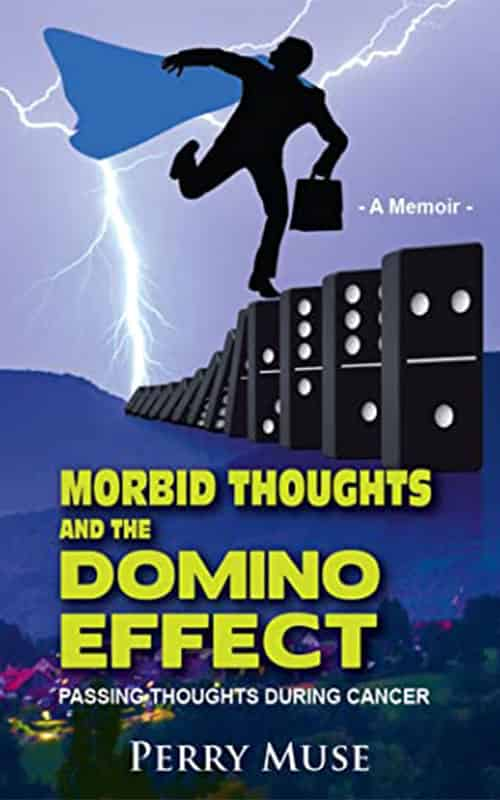 - A Memoir -
MORBID THOUGHTS
AND THE
DOMINO
EFFECT
PASSING THOUGHTS DURING CANCER
PERRY MUSE